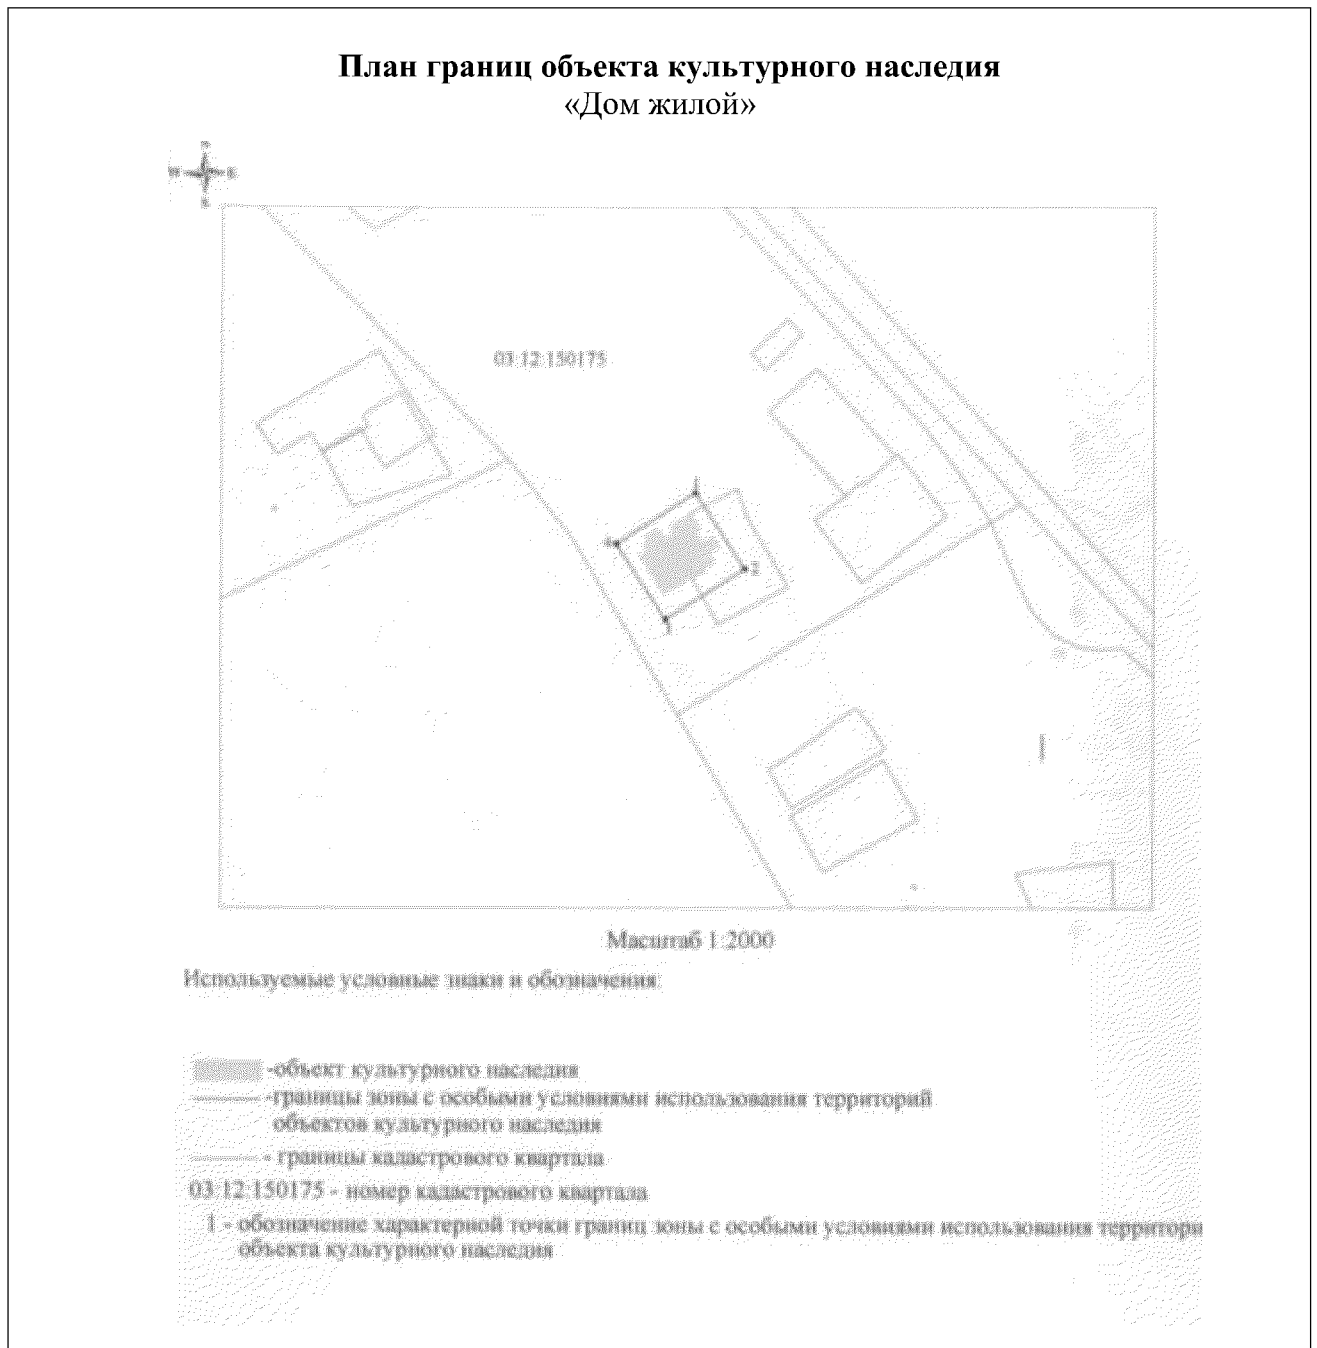 План границ объекта культурного наследия
«Дом жилой»
03:12:150175
1
4
2
3
Масштаб 1:2000
Используемые условные знаки и обозначения:
-объект культурного наследия
-границы зоны с особыми условиями использования территорий
объектов культурного наследия
- границы кадастрового квартала
03:12:150175 - номер кадастрового квартала
1 - обозначение характерной точки границ зоны с особыми условиями использования территори
объекта культурного наследия